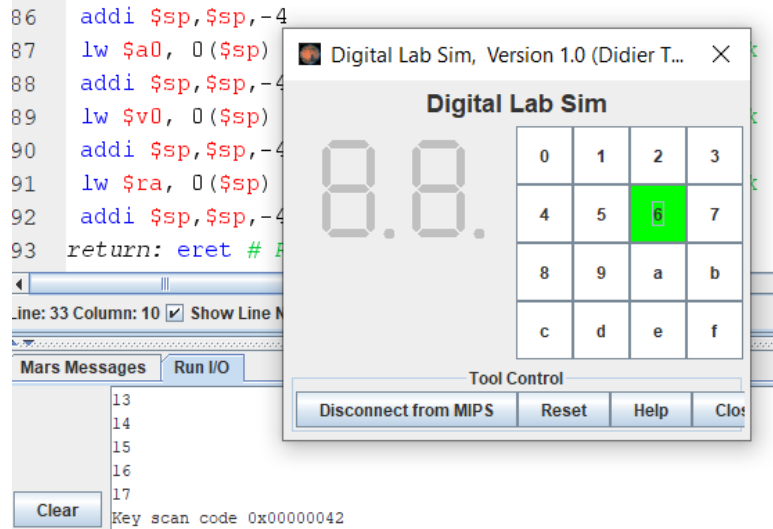 86 addi $sp,$sp,-4
87 lw $a0, 0($sp)
88 addi $sp,$sp,-4
89 lw $v0, 0($sp)
90 addi $sp,$sp,-4
91 lw $ra, 0($sp)
92 addi $sp,$sp,-4
93 return: eret #
Line: 33 Column: 10 Show Line
Mars Messages Run I/O
13
14
15
16
17
Key scan code 0x00000042
Clear
Digital Lab Sim, Version 1.0 (Didier T...
Digital Lab Sim
8.8.
0 1 2 3
4 5 6 7
8 9 a b
c d e f
Tool Control
Disconnect from MIPS Reset Help Clos